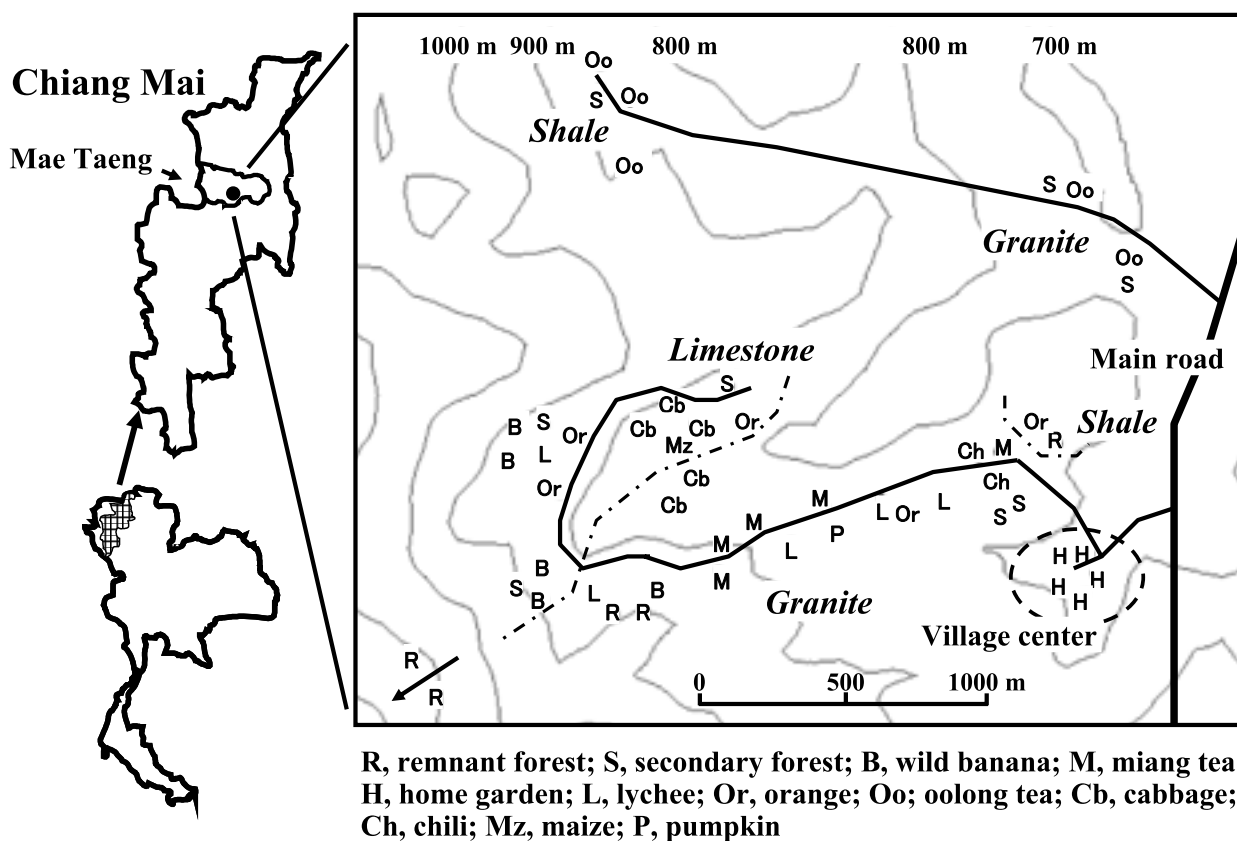 Chiang Mai
Mae Taeng
1000 m 900 m 800 m 800 m 700 m
Oo
S Oo
Shale
Oo
S Oo
Granite
Oo
S
Limestone
Main road
S
Cb
B S Or Cb Cb Or Or Shale
Mz Ch M R
B L
Or Cb Ch
Cb M L Or L S S
M P
M L H H
B M H H
S B L B Granite H
R R
Village center
R
R
0 500 1000 m
R, remnant forest; S, secondary forest; B, wild banana; M, miang tea
H, home garden; L, lychee; Or, orange; Oo; oolong tea; Cb, cabbage;
Ch, chili; Mz, maize; P, pumpkin